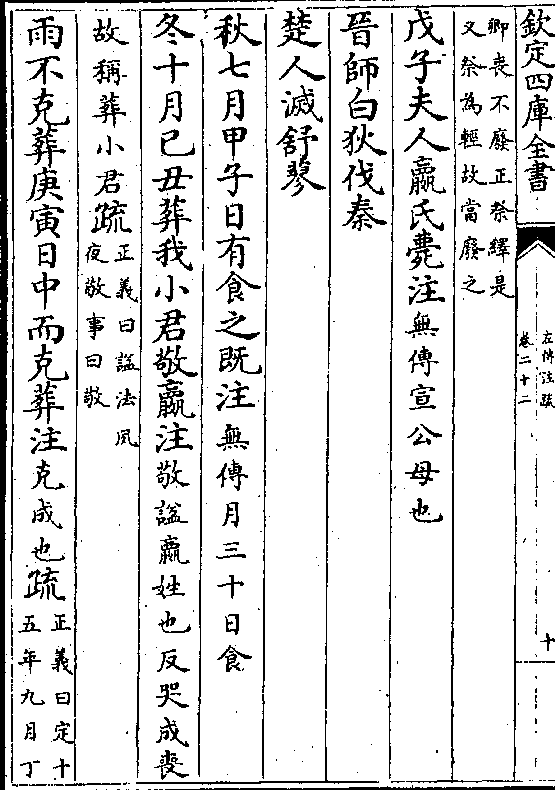 欽定四庫全書
左傳注疏
卷二十二
十
卿喪不廢正祭繹是
又祭為輕故當廢之
戊子夫人嬴氏薨注無傳宣公母也
晉師白狄伐秦
楚人滅舒蓼
秋七月甲子日有食之既注無傳月三十日食
冬十月己丑葬我小君敬嬴注敬諡嬴姓也反哭成喪
故稱葬小君疏正義曰諡法夙
夜敬事曰敬
雨不克葬庚寅日中而克葬注克成也疏正義曰定十
五年九月丁